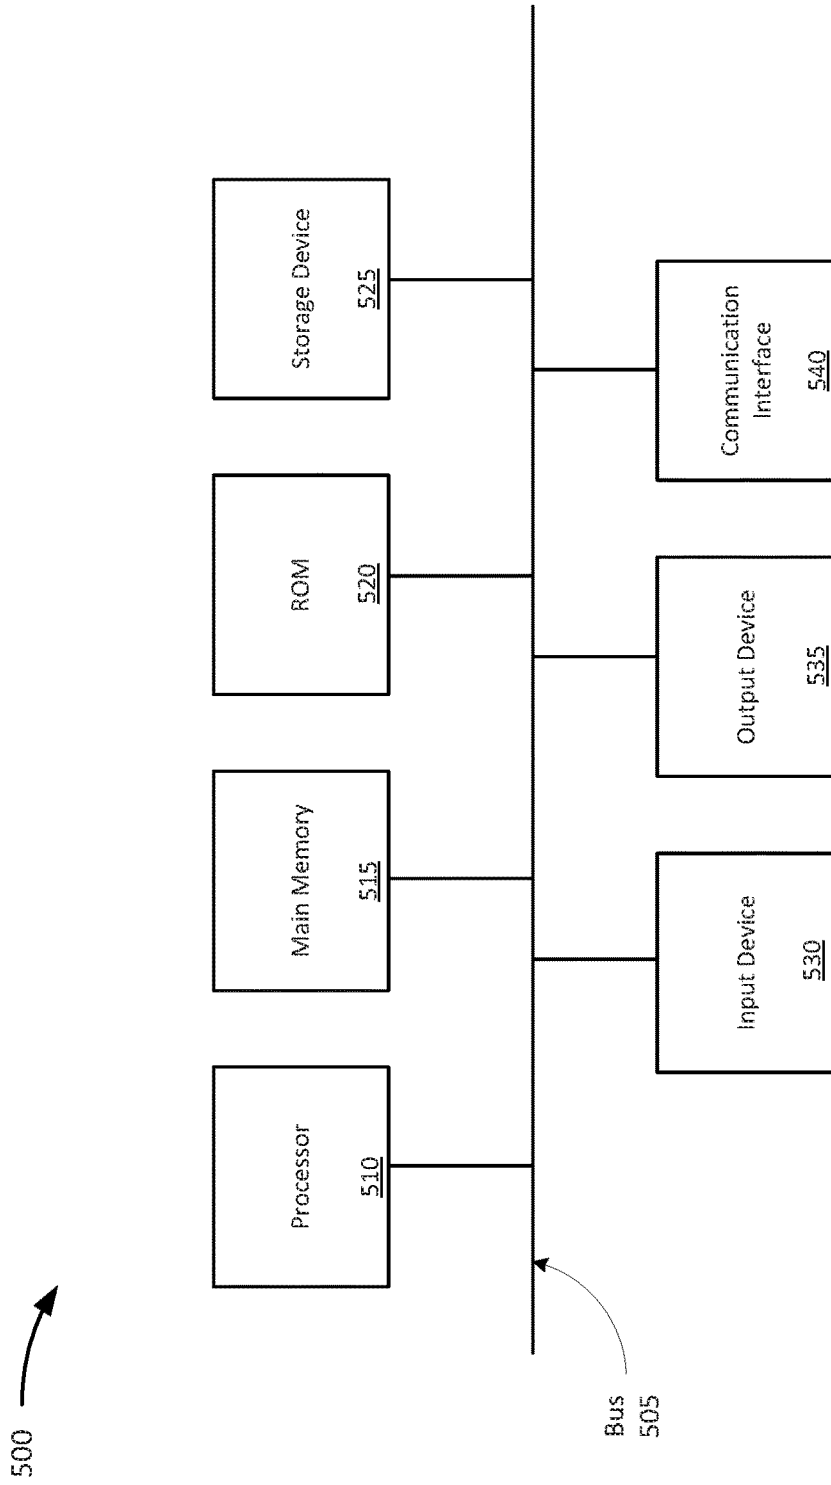 500
Processor
510
Main Memory
515
ROM
520
Storage Device
525
Bus
505
Input Device
530
Output Device
535
Communication
Interface
540